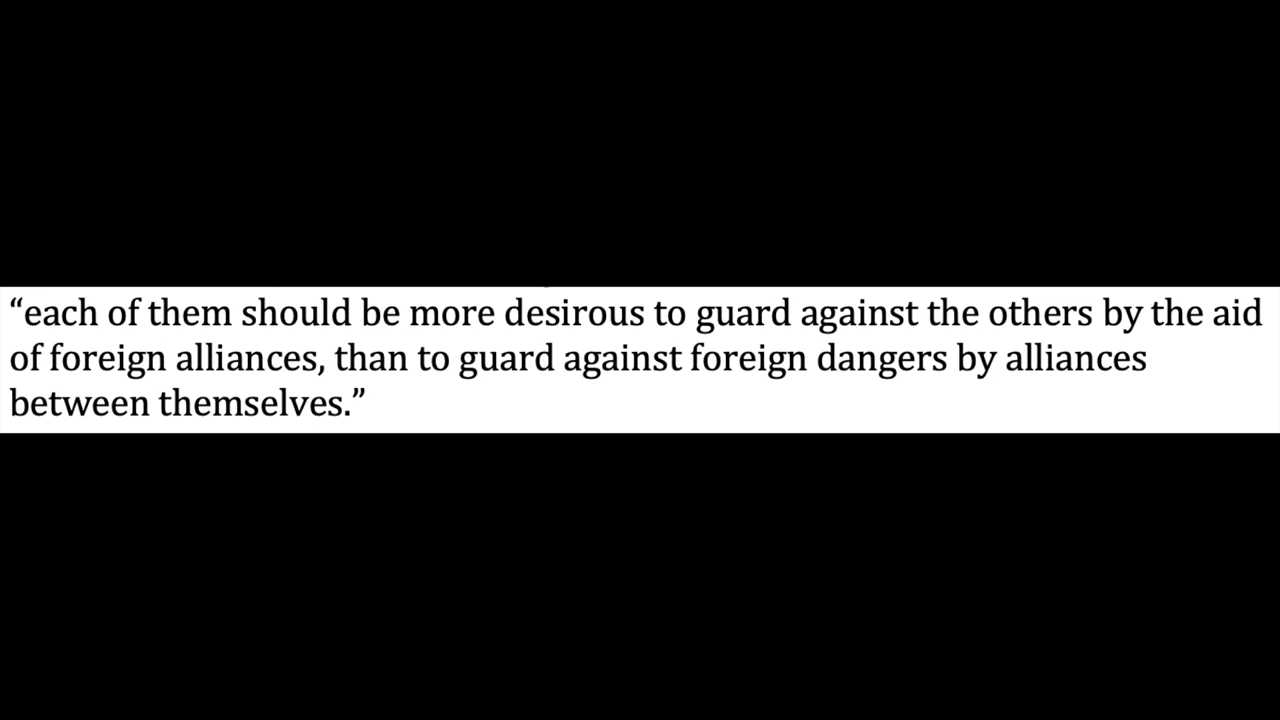 “each of them should be more desirous to guard against the others by the aid
of foreign alliances, than to guard against foreign dangers by alliances
between themselves.”